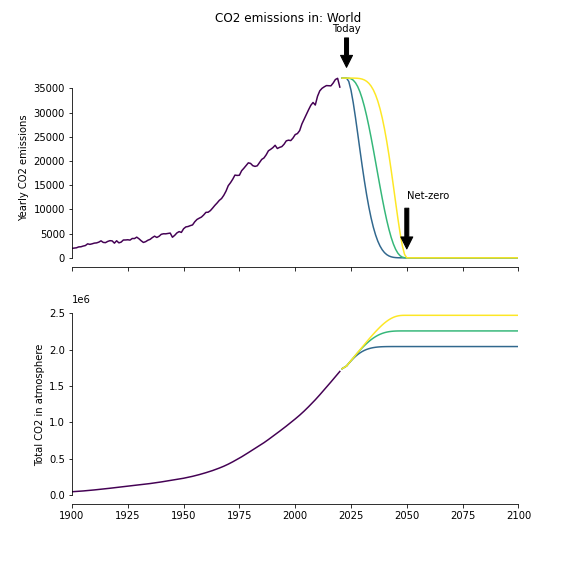 CO2 emissions in: World
Today
35000
30000
25000
20000
15000
10000
5000
0
Yearly CO2 emissions
Net-zero
1e6
2.5
2.0
1.5
1.0
0.5
0.0
Total CO2 in atmosphere
1900 1925 1950 1975 2000 2025 2050 2075 2100